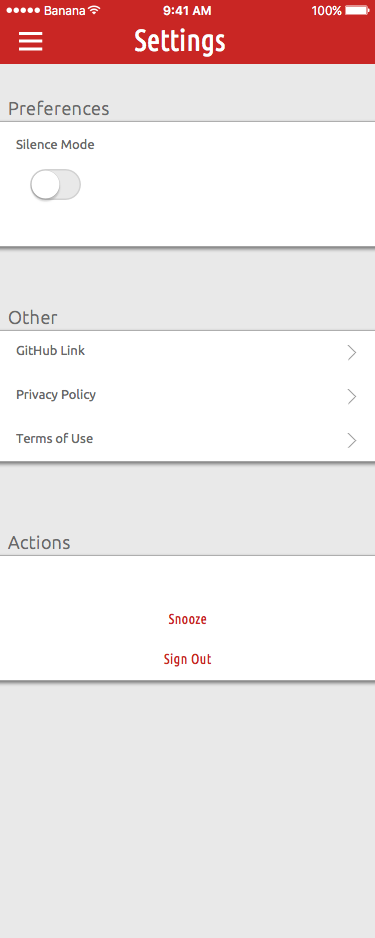 Banana 9:41 AM 100%
Settings
Preferences
Silence Mode
Other
GitHub Link
Privacy Policy
Terms of Use
Actions
Snooze
Sign Out